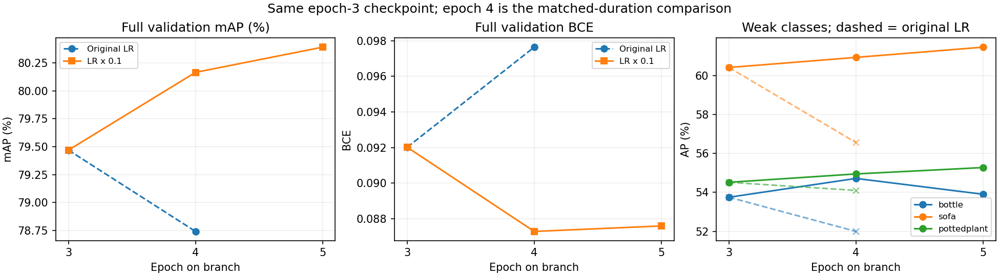 Same epoch-3 checkpoint; epoch 4 is the matched-duration comparison
Full validation mAP (%)
mAP (%)
80.25
80.00
79.75
79.50
79.25
79.00
78.75
Original LR
LR x 0.1
3
4
5
Epoch on branch
Full validation BCE
BCE
0.098
0.096
0.094
0.092
0.090
0.088
Original LR
LR x 0.1
3
4
5
Epoch on branch
Weak classes; dashed = original LR
AP (%)
60
58
56
54
52
bottle
sofa
pottedplant
3
4
5
Epoch on branch